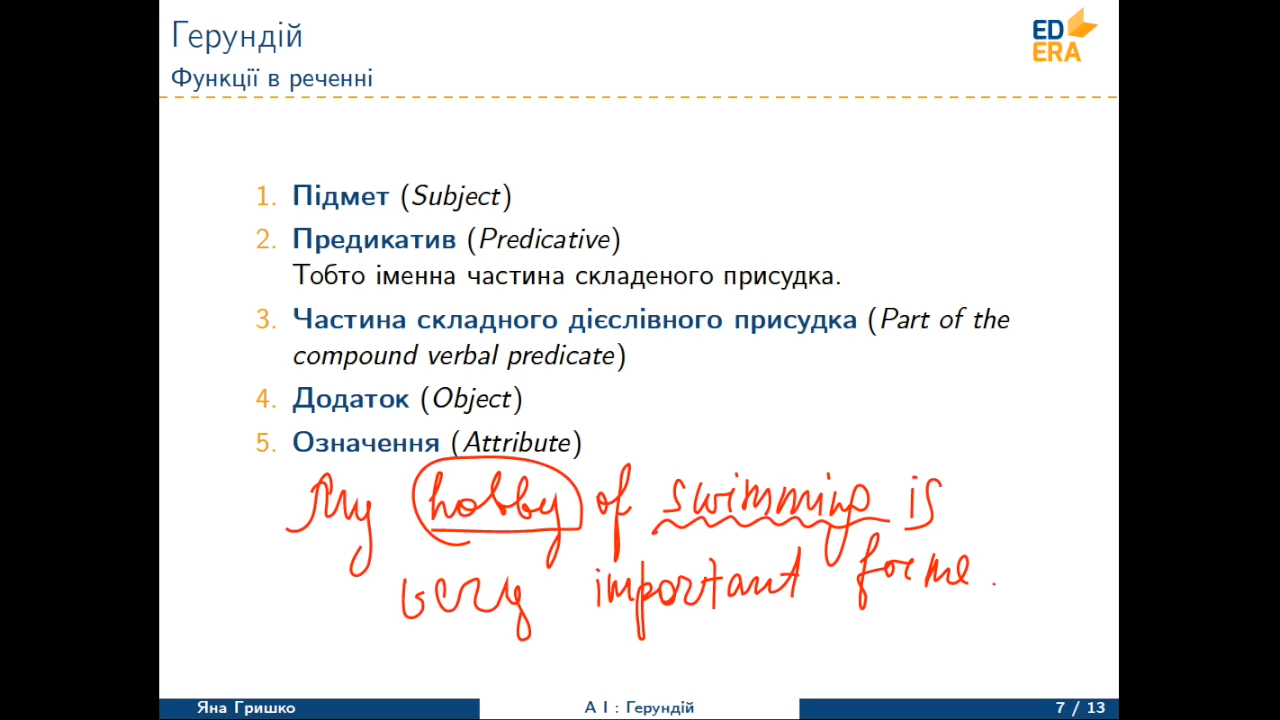 Герундій
Функції в реченні
ED
ERA
1. Підмет (Subject)
2. Предикатив (Predicative)
Тобто іменна частина складеного присудка.
3. Частина складного дієслівного присудка (Part of the
compound verbal predicate)
4. Додаток (Object)
5. Означення (Attribute)
My hobby of swimming is
very important for me.
Яна Гришко
А І : Герундій
7 / 13